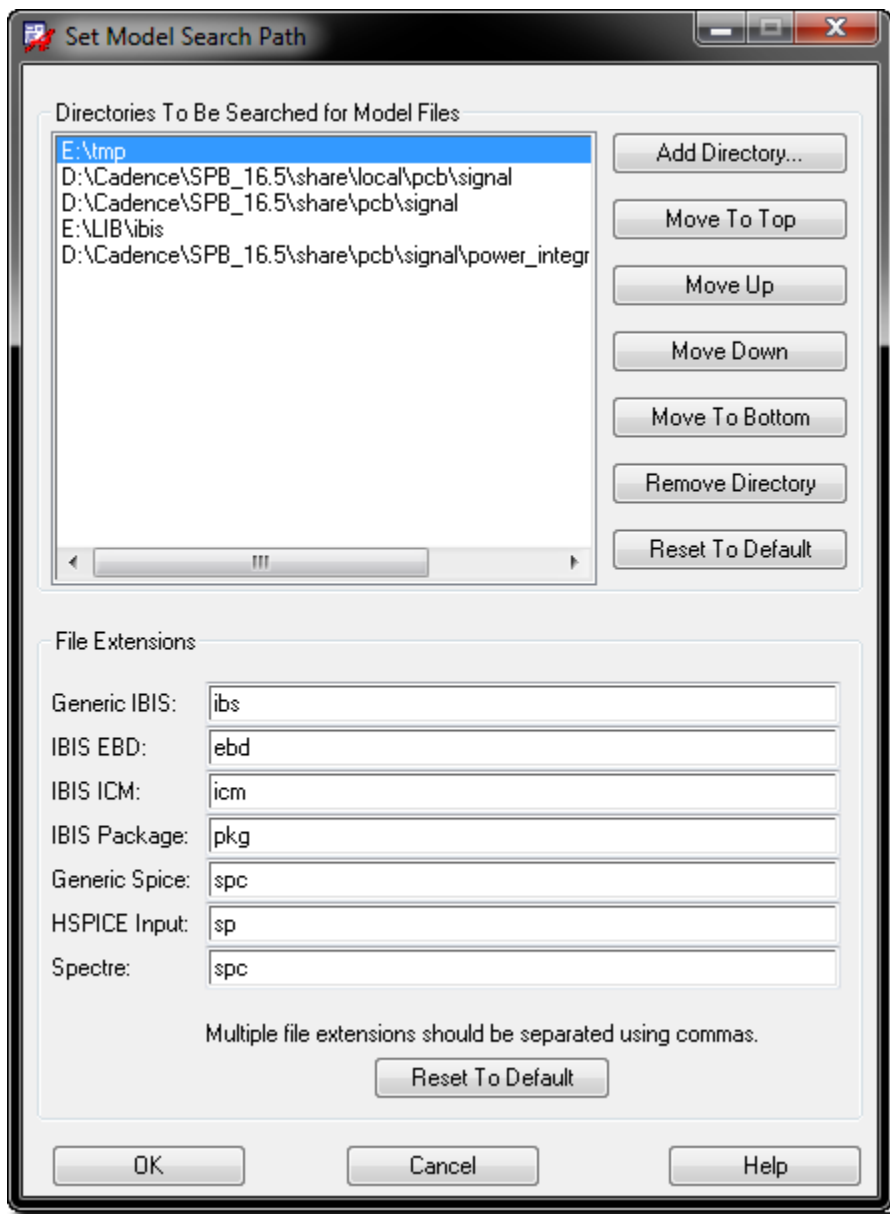 Set Model Search Path
Directories To Be Searched for Model Files
E:\tmp
D:\Cadence\SPB_16.5\share\local\pcb\signal
D:\Cadence\SPB_16.5\share\pcb\signal
E:\LIB\ibis
D:\Cadence\SPB_16.5\share\pcb\signal\power_integr
Add Directory...
Move To Top
Move Up
Move Down
Move To Bottom
Remove Directory
Reset To Default
File Extensions
Generic IBIS: ibs
IBIS EBD: ebd
IBIS ICM: icm
IBIS Package: pkg
Generic Spice: spc
HSPICE Input: sp
Spectre: spc
Multiple file extensions should be separated using commas.
Reset To Default
OK Cancel Help